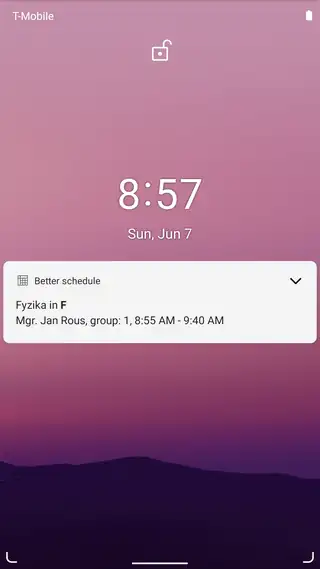 T-Mobile
8:57
Sun, Jun 7
Better schedule
Fyzika in F
Mgr. Jan Rous, group: 1, 8:55 AM - 9:40 AM